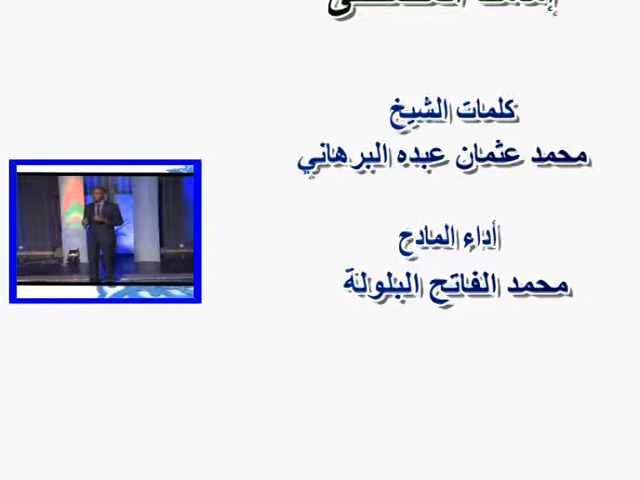 كلمات الشيخ
محمد عثمان عبده البرهاني
أداء المادح
محمد الفاتح البلولة